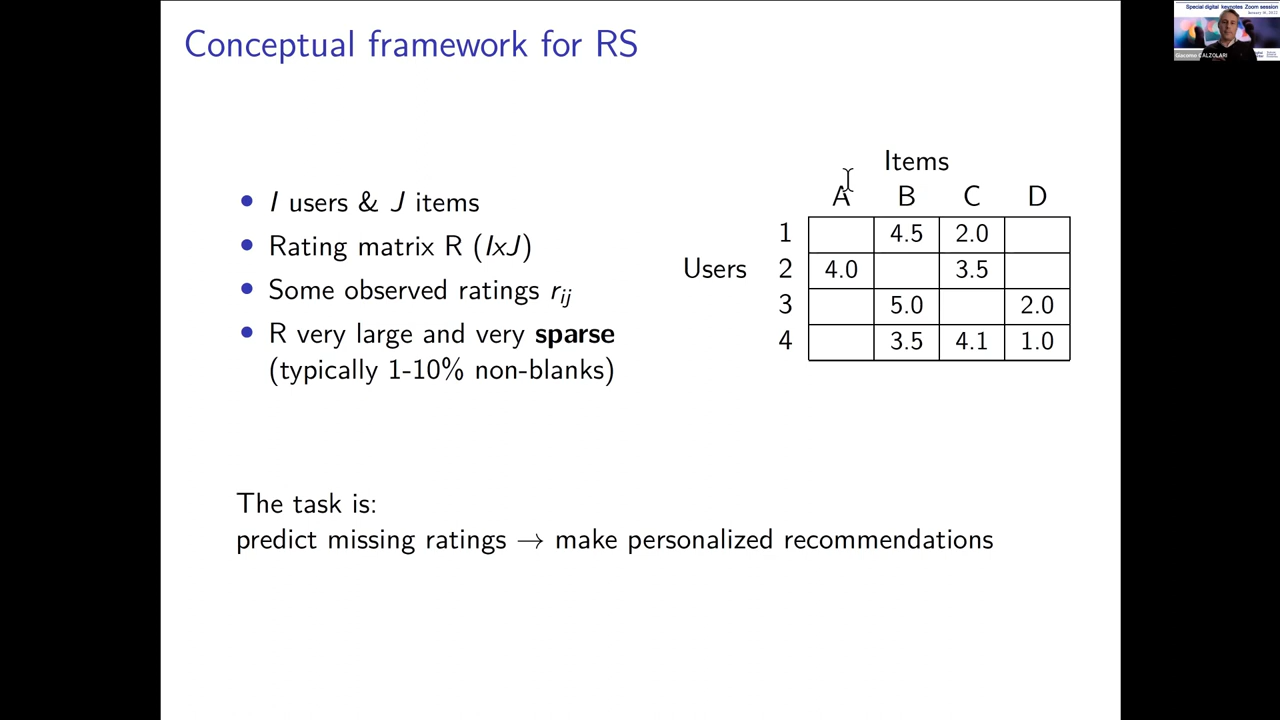 Conceptual framework for RS
Special digital keynotes Zoom session
Giacomo CALZOLARI
• I users & J items
• Rating matrix R (IxJ)
• Some observed ratings rij
• R very large and very sparse
(typically 1-10% non-blanks)
Items
A B C D
1 4.5 2.0
Users 2 4.0 3.5
3 5.0 2.0
4 3.5 4.1 1.0
The task is:
predict missing ratings → make personalized recommendations